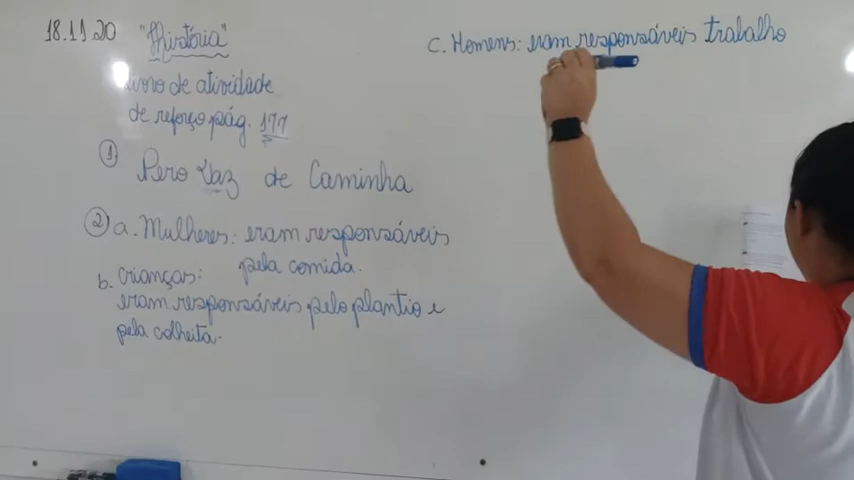 18.11.20 "História"
livro de atividade
de reforço pág. 177
① Pero Vaz de Caminha
② a. Mulheres: eram responsáveis
pela comida.
b. crianças:
eram responsáveis pelo plantio e
pela colheita.
c. Homens: eram responsáveis trabalho